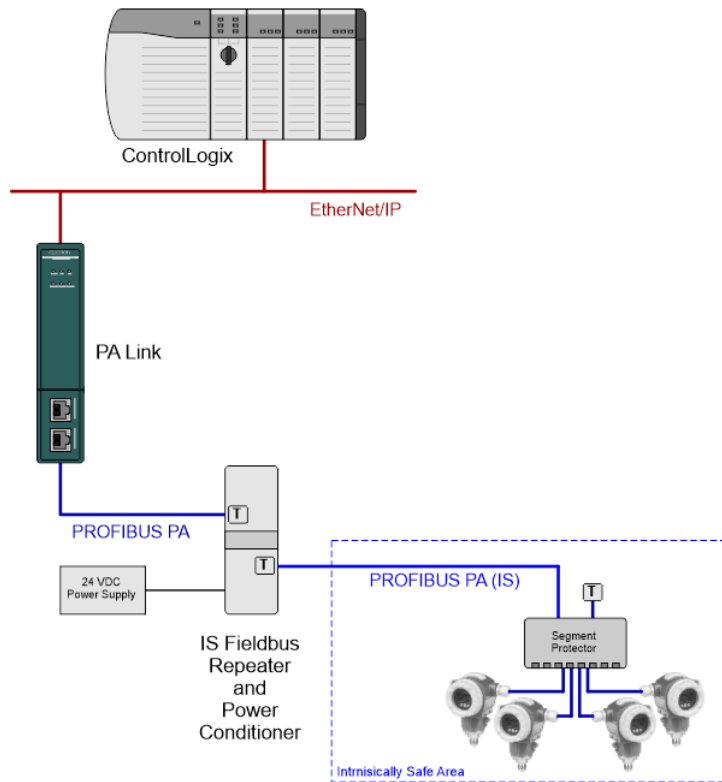 ControlLogix
EtherNet/IP
PA Link
PROFIBUS PA
T
T
24 VDC
Power Supply
PROFIBUS PA (IS)
T
Segment
Protector
IS Fieldbus
Repeater
and
Power
Conditioner
Intrnisically Safe Area